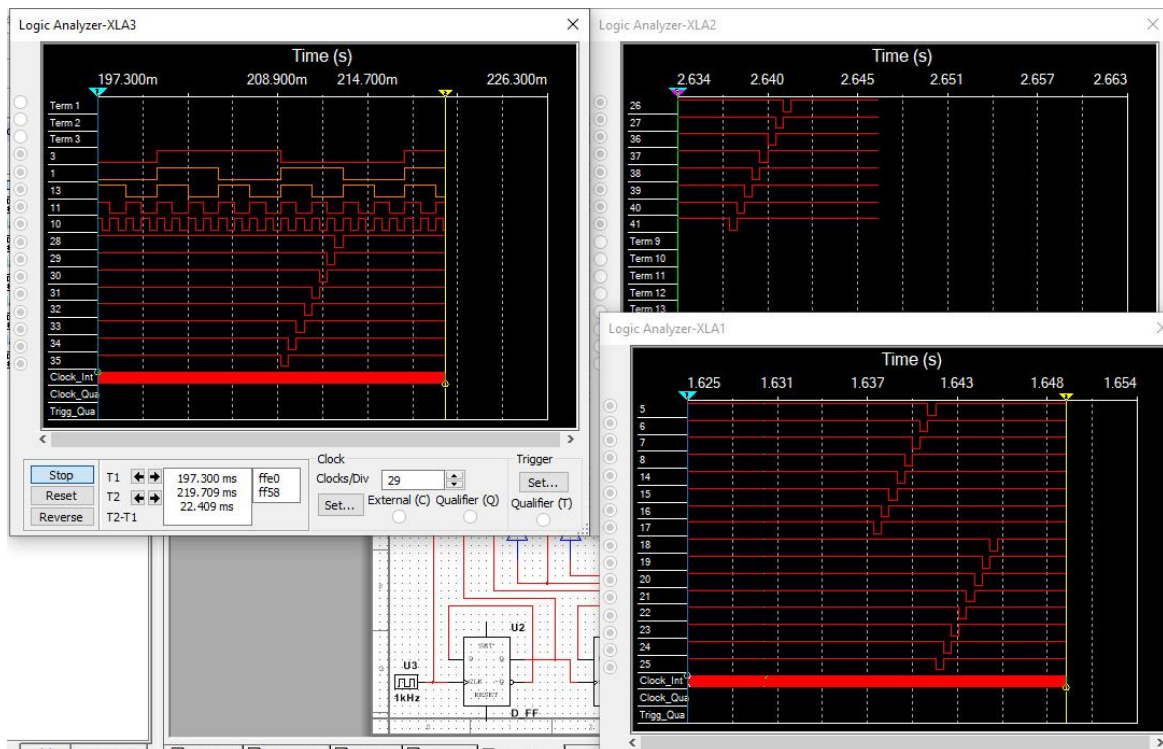 Logic Analyzer-XLA3
Time (s)
197.300m 208.900m 214.700m 226.300m
Term 1
Term 2
Term 3
3
1
13
11
10
28
29
30
31
32
33
34
35
Clock_Int
Clock_Qua
Trigg_Qua
Stop
Reset
Reverse
T1
T2
T2-T1
197.300 ms
219.709 ms
22.409 ms
ffe0
ff58
Clock
Clocks/Div 29
Set...
External (C) Qualifier (Q)
Trigger
Set...
Qualifier (T)
Logic Analyzer-XLA2
Time (s)
2.634 2.640 2.645 2.651 2.657 2.663
26
27
36
37
38
39
40
41
Term 9
Term 10
Term 11
Term 12
Term 13
Logic Analyzer-XLA1
Time (s)
1.625 1.631 1.637 1.643 1.648 1.654
5
6
7
8
14
15
16
17
18
19
20
21
22
23
24
25
Clock_Int
Clock_Qua
Trigg_Qua
U2
SET
D Q
CLK ~Q
RESET
D_FF
U3
1kHz
0 1 2